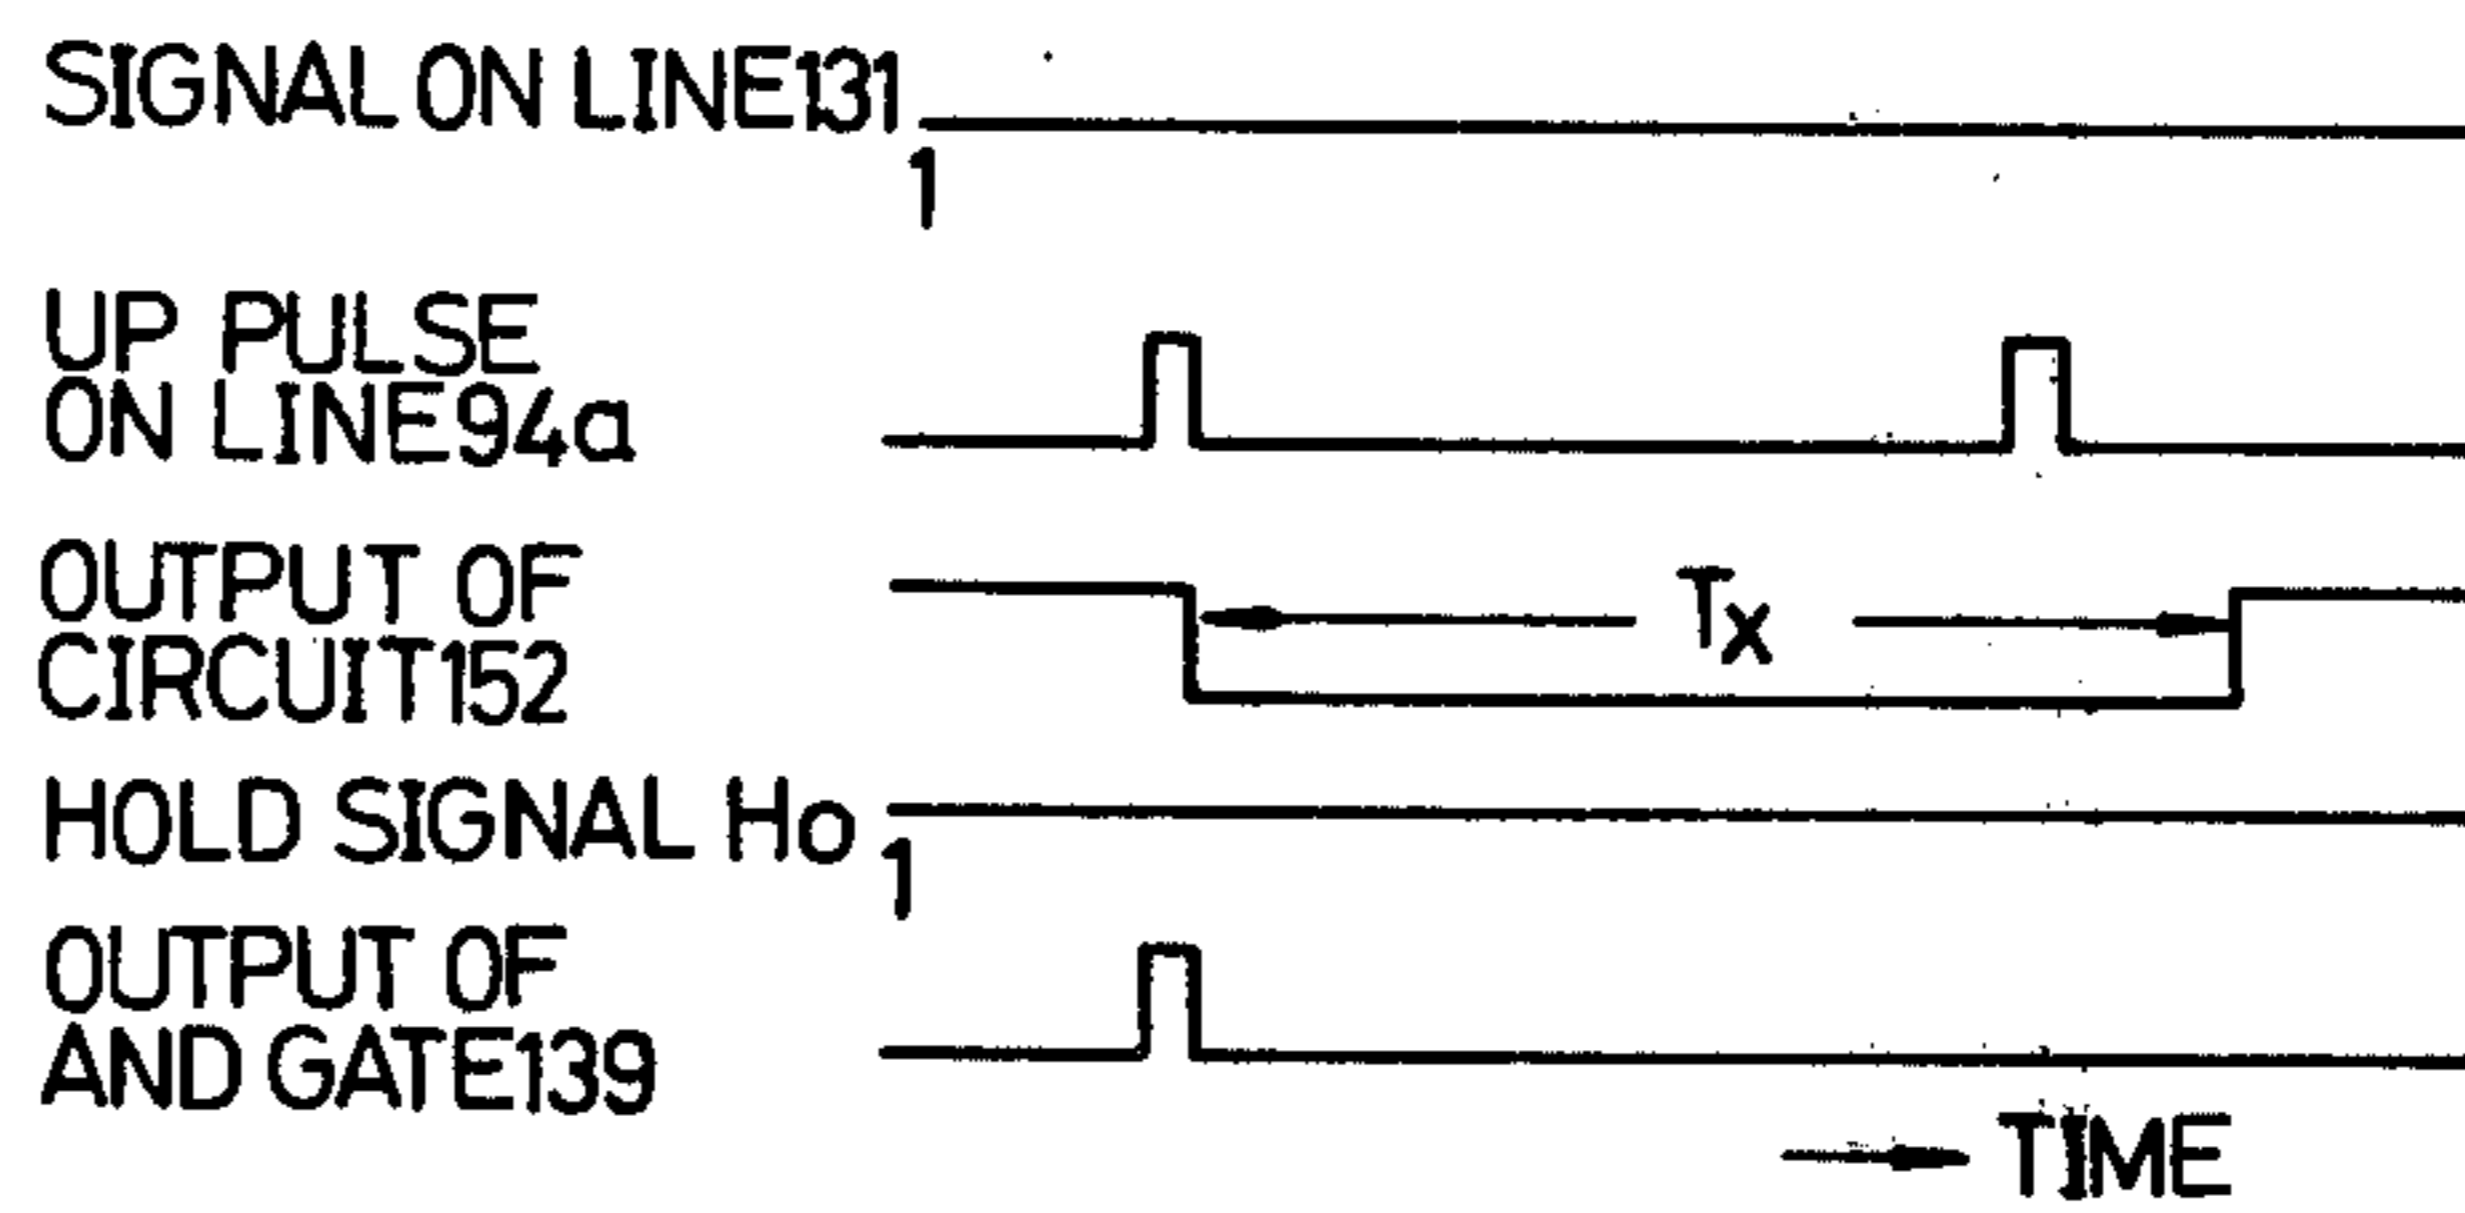 SIGNAL ON LINE131
1
UP PULSE
ON LINE94a
OUTPUT OF
CIRCUIT152
Tx
HOLD SIGNAL Ho
1
OUTPUT OF
AND GATE139
TIME